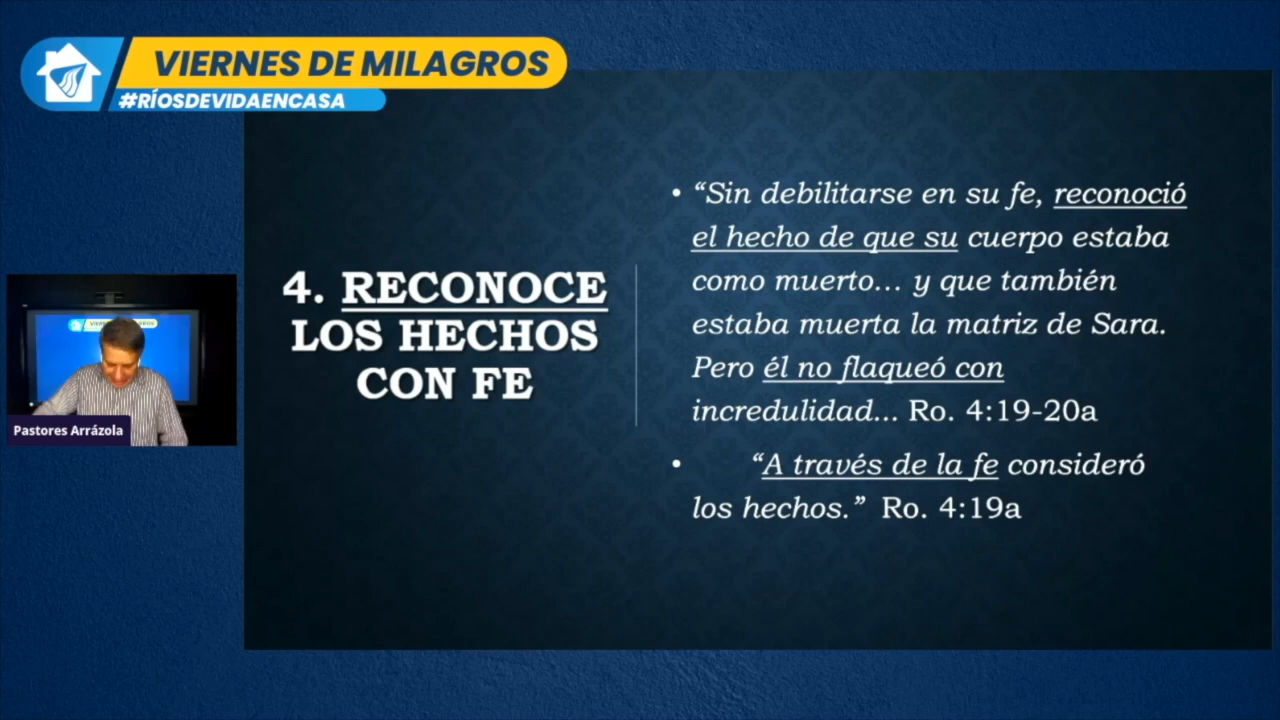 VIERNES DE MILAGROS
#RÍOSDEVIDAENCASA
4. RECONOCE
LOS HECHOS
CON FE
• “Sin debilitarse en su fe, reconoció
el hecho de que su cuerpo estaba
como muerto… y que también
estaba muerta la matriz de Sara.
Pero él no flaqueó con
incredulidad… Ro. 4:19-20a
• “A través de la fe consideró
los hechos.” Ro. 4:19a
Pastores Arrázola